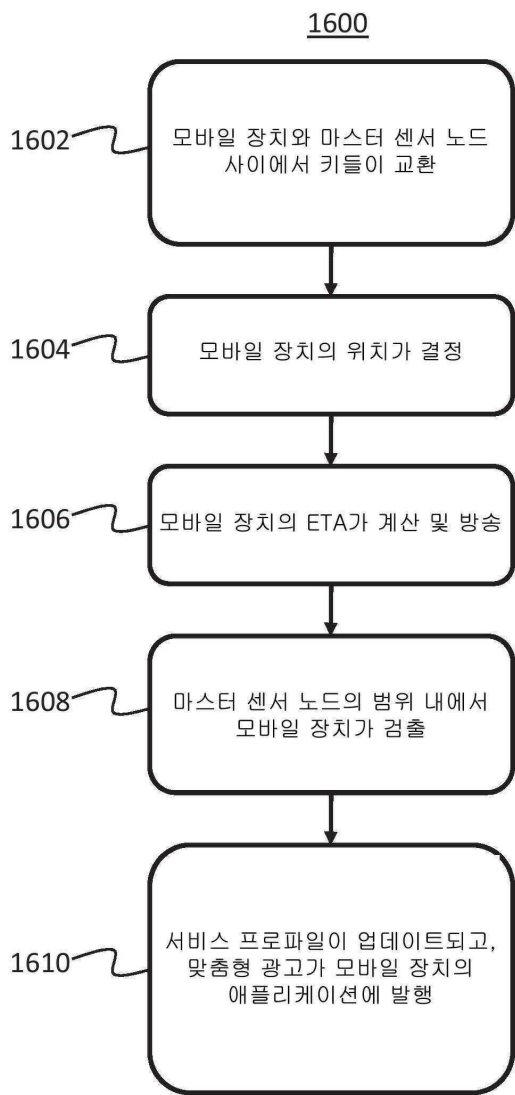 1600
1602
모바일 장치와 마스터 센서 노드
사이에서 키들이 교환
1604
모바일 장치의 위치가 결정
1606
모바일 장치의 ETA가 계산 및 방송
1608
마스터 센서 노드의 범위 내에서
모바일 장치가 검출
1610
서비스 프로파일이 업데이트되고,
맞춤형 광고가 모바일 장치의
애플리케이션에 발행